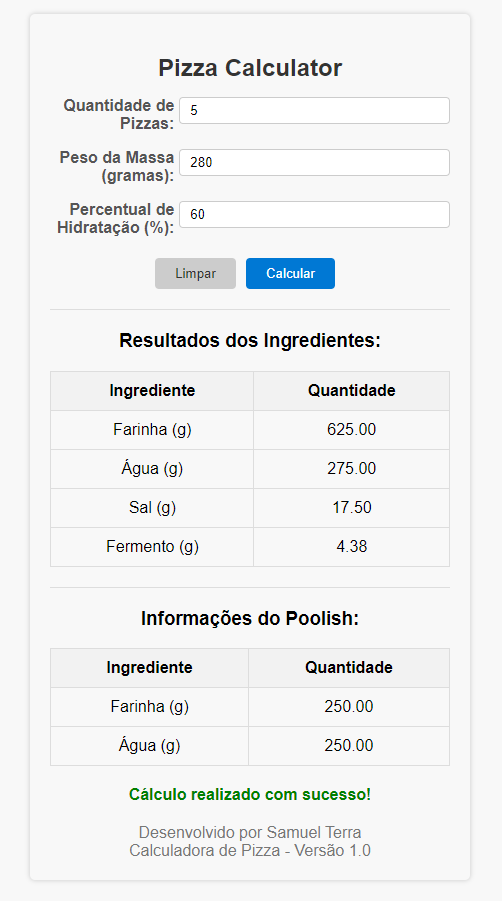 Pizza Calculator
Quantidade de
Pizzas:
5
Peso da Massa
(gramas):
280
Percentual de
Hidratação (%):
60
Limpar Calcular
Resultados dos Ingredientes:
Ingrediente Quantidade
Farinha (g) 625.00
Água (g) 275.00
Sal (g) 17.50
Fermento (g) 4.38
Informações do Poolish:
Ingrediente Quantidade
Farinha (g) 250.00
Água (g) 250.00
Cálculo realizado com sucesso!
Desenvolvido por Samuel Terra
Calculadora de Pizza - Versão 1.0